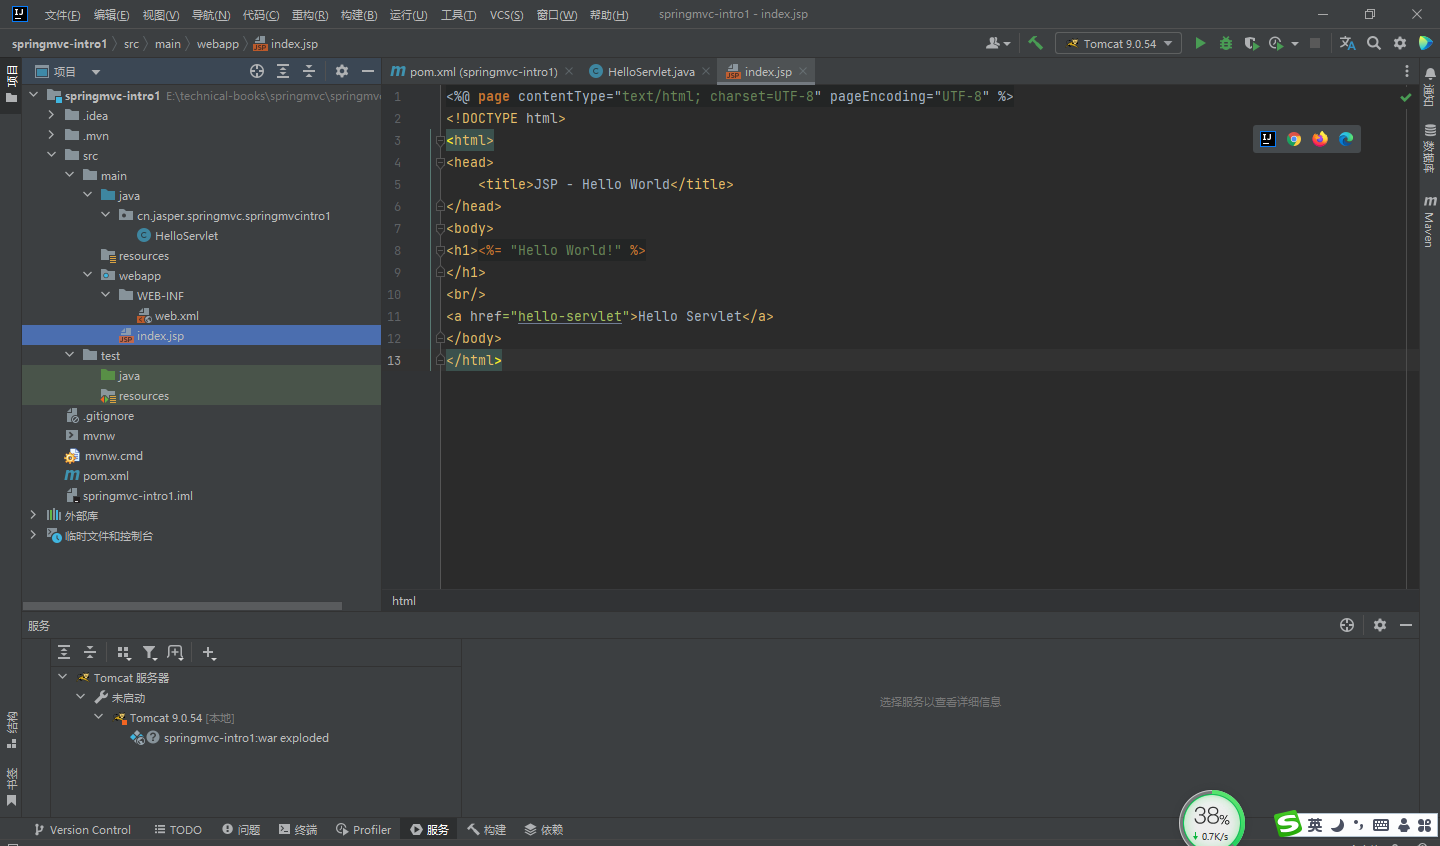 文件(F) 编辑(E) 视图(V) 导航(N) 代码(C) 重构(R) 构建(B) 运行(U) 工具(T) VCS(S) 窗口(W) 帮助(H) springmvc-intro1 - index.jsp
springmvc-intro1 src main webapp index.jsp
Tomcat 9.0.54
项目
项目
pom.xml (springmvc-intro1) HelloServlet.java index.jsp
通知
数据库
Maven
springmvc-intro1 E:\technical-books\springmvc\springmv
.idea
.mvn
src
main
java
cn.jasper.springmvc.springmvcintro1
HelloServlet
resources
webapp
WEB-INF
web.xml
index.jsp
test
java
resources
.gitignore
mvnw
mvnw.cmd
pom.xml
springmvc-intro1.iml
外部库
临时文件和控制台
1 <%@ page contentType="text/html; charset=UTF-8" pageEncoding="UTF-8" %>
2 <!DOCTYPE html>
3 <html>
4 <head>
5 <title>JSP - Hello World</title>
6 </head>
7 <body>
8 <h1><%= "Hello World!" %>
9 </h1>
10 <br/>
11 <a href="hello-servlet">Hello Servlet</a>
12 </body>
13 </html>
html
服务
Tomcat 服务器
未启动
Tomcat 9.0.54 [本地]
springmvc-intro1:war exploded
选择服务以查看详细信息
结构
书签
Version Control TODO 问题 终端 Profiler 服务 构建 依赖
38%
0.7K/s
英